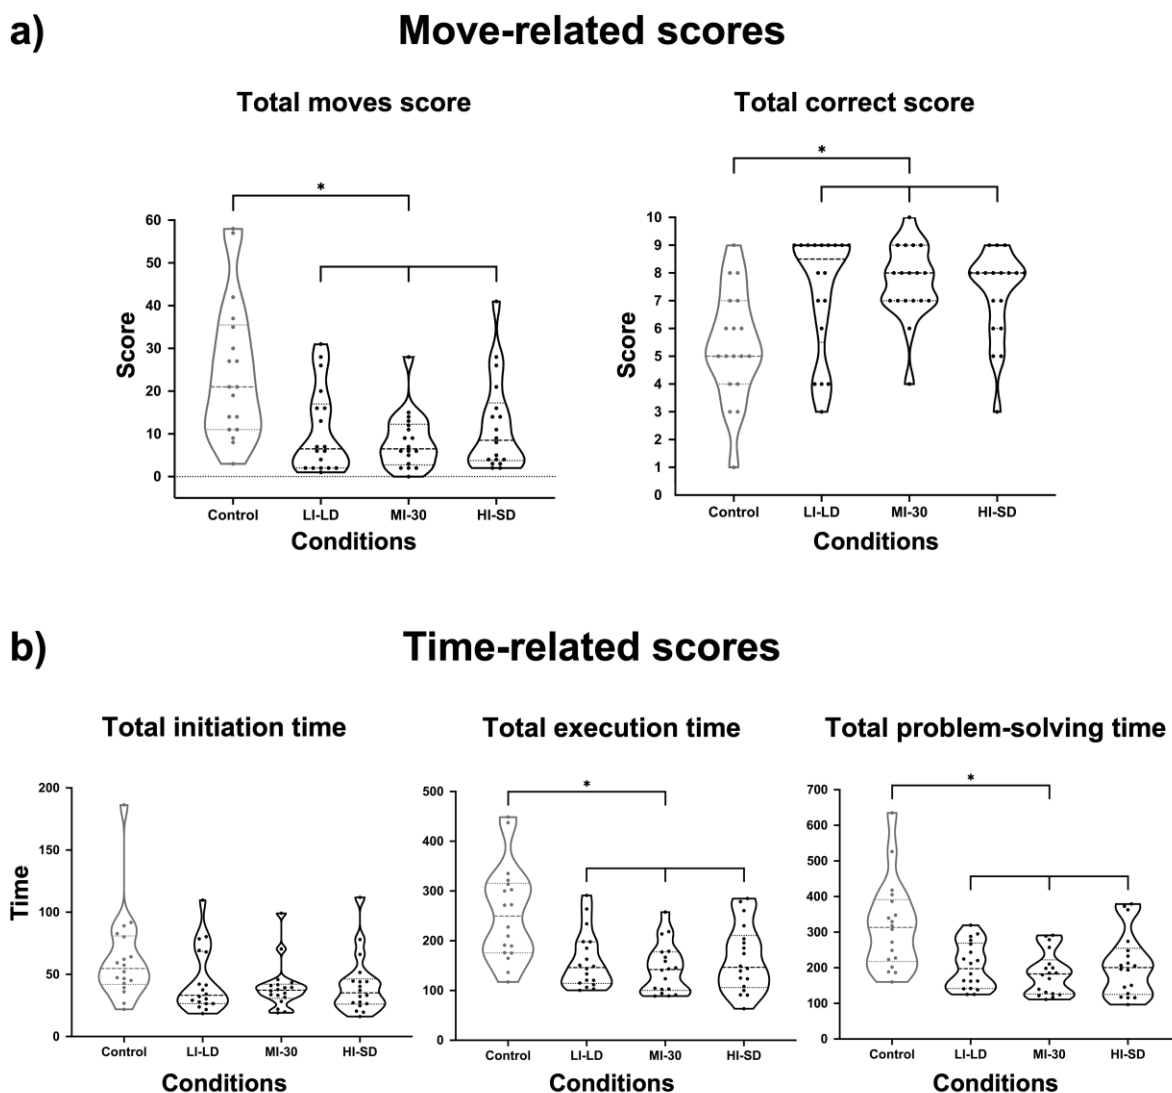 a)
Move-related scores
Total moves score
*
60
50
40
30
20
10
0
Score
Control LI-LD MI-30 HI-SD
Conditions
Total correct score
*
10
9
8
7
6
5
4
3
2
1
0
Score
Control LI-LD MI-30 HI-SD
Conditions
b)
Time-related scores
Total initiation time
200
150
100
50
0
Time
Control LI-LD MI-30 HI-SD
Conditions
Total execution time
*
500
400
300
200
100
0
Control LI-LD MI-30 HI-SD
Conditions
Total problem-solving time
*
700
600
500
400
300
200
100
0
Control LI-LD MI-30 HI-SD
Conditions